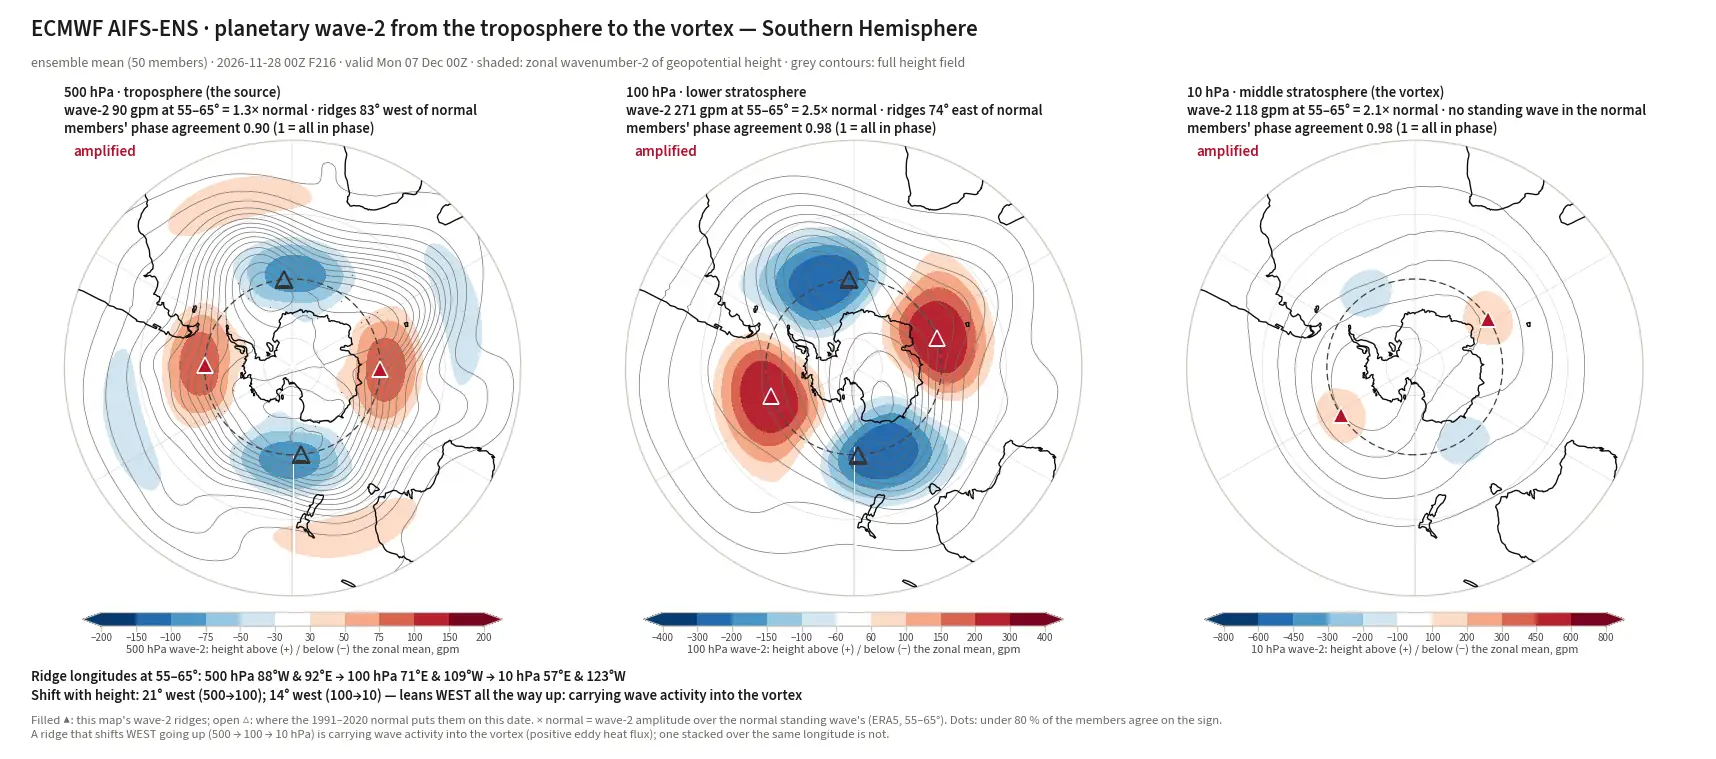 ECMWF AIFS-ENS · planetary wave-2 from the troposphere to the vortex — Southern Hemisphere
ensemble mean (50 members) · 2026-11-28 00Z F216 · valid Mon 07 Dec 00Z · shaded: zonal wavenumber-2 of geopotential height · grey contours: full height field
500 hPa · troposphere (the source)
wave-2 90 gpm at 55–65° = 1.3× normal · ridges 83° west of normal
members' phase agreement 0.90 (1 = all in phase)
amplified
100 hPa · lower stratosphere
wave-2 271 gpm at 55–65° = 2.5× normal · ridges 74° east of normal
members' phase agreement 0.98 (1 = all in phase)
amplified
10 hPa · middle stratosphere (the vortex)
wave-2 118 gpm at 55–65° = 2.1× normal · no standing wave in the normal
members' phase agreement 0.98 (1 = all in phase)
amplified
−200 −150 −100 −75 −50 −30 30 50 75 100 150 200
500 hPa wave-2: height above (+) / below (−) the zonal mean, gpm
−400 −300 −200 −150 −100 −60 60 100 150 200 300 400
100 hPa wave-2: height above (+) / below (−) the zonal mean, gpm
−800 −600 −450 −300 −200 −100 100 200 300 450 600 800
10 hPa wave-2: height above (+) / below (−) the zonal mean, gpm
Ridge longitudes at 55–65°: 500 hPa 88°W & 92°E → 100 hPa 71°E & 109°W → 10 hPa 57°E & 123°W
Shift with height: 21° west (500→100); 14° west (100→10) — leans WEST all the way up: carrying wave activity into the vortex
Filled ▲: this map's wave-2 ridges; open △: where the 1991–2020 normal puts them on this date. × normal = wave-2 amplitude over the normal standing wave's (ERA5, 55–65°). Dots: under 80 % of the members agree on the sign.
A ridge that shifts WEST going up (500 → 100 → 10 hPa) is carrying wave activity into the vortex (positive eddy heat flux); one stacked over the same longitude is not.